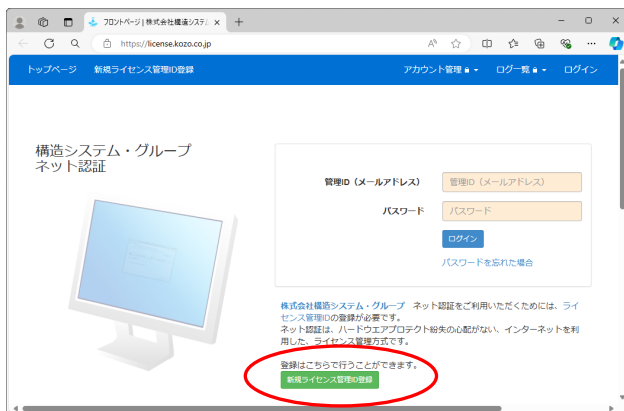 フロントページ | 株式会社構造システム
https://license.kozo.co.jp
トップページ 新規ライセンス管理ID登録 アカウント管理 ログ一覧 ログイン
構造システム・グループ
ネット認証
管理ID（メールアドレス） 管理ID（メールアドレス）
パスワード パスワード
ログイン
パスワードを忘れた場合
株式会社構造システム・グループ ネット認証をご利用いただくためには、ライ
センス管理IDの登録が必要です。
ネット認証は、ハードウエアプロテクト紛失の心配がない、インターネットを利
用した、ライセンス管理方式です。
登録はこちらで行うことができます。
新規ライセンス管理ID登録